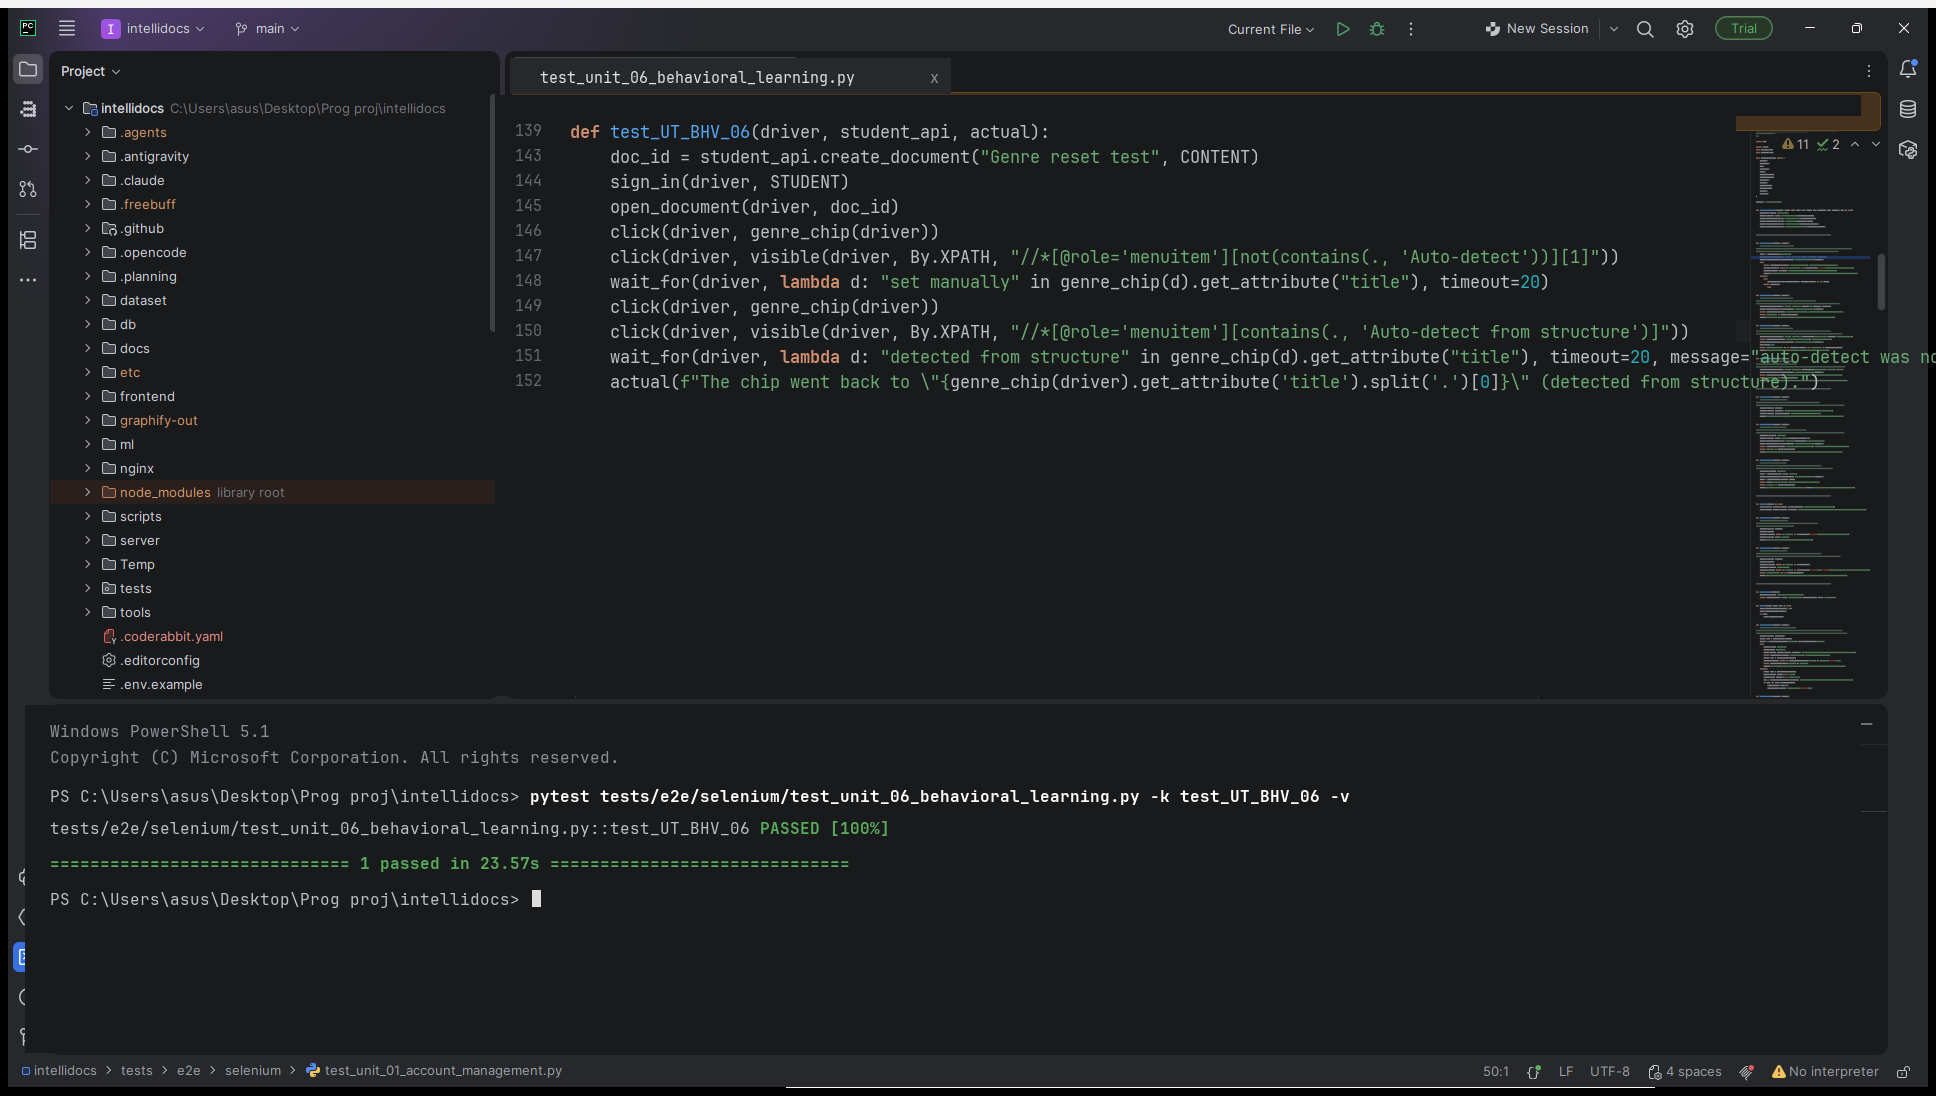 PC
I intellidocs
main
Current File
New Session
Trial
Project
test_unit_06_behavioral_learning.py x
intellidocs C:\Users\asus\Desktop\Prog proj\intellidocs
.agents
.antigravity
.claude
.freebuff
.github
.opencode
.planning
dataset
db
docs
etc
frontend
graphify-out
ml
nginx
node_modules library root
scripts
server
Temp
tests
tools
.coderabbit.yaml
.editorconfig
.env.example
11 2
139 def test_UT_BHV_06(driver, student_api, actual):
143 doc_id = student_api.create_document("Genre reset test", CONTENT)
144 sign_in(driver, STUDENT)
145 open_document(driver, doc_id)
146 click(driver, genre_chip(driver))
147 click(driver, visible(driver, By.XPATH, "//*[@role='menuitem'][not(contains(., 'Auto-detect'))][1]"))
148 wait_for(driver, lambda d: "set manually" in genre_chip(d).get_attribute("title"), timeout=20)
149 click(driver, genre_chip(driver))
150 click(driver, visible(driver, By.XPATH, "//*[@role='menuitem'][contains(., 'Auto-detect from structure')]"))
151 wait_for(driver, lambda d: "detected from structure" in genre_chip(d).get_attribute("title"), timeout=20, message="auto-detect was no
152 actual(f"The chip went back to \"{genre_chip(driver).get_attribute('title').split('.')[0]}\" (detected from structure).")
Windows PowerShell 5.1
Copyright (C) Microsoft Corporation. All rights reserved.
PS C:\Users\asus\Desktop\Prog proj\intellidocs> pytest tests/e2e/selenium/test_unit_06_behavioral_learning.py -k test_UT_BHV_06 -v
tests/e2e/selenium/test_unit_06_behavioral_learning.py::test_UT_BHV_06 PASSED [100%]
============================== 1 passed in 23.57s ==============================
PS C:\Users\asus\Desktop\Prog proj\intellidocs>
intellidocs > tests > e2e > selenium > test_unit_01_account_management.py
50:1 LF UTF-8 4 spaces No interpreter